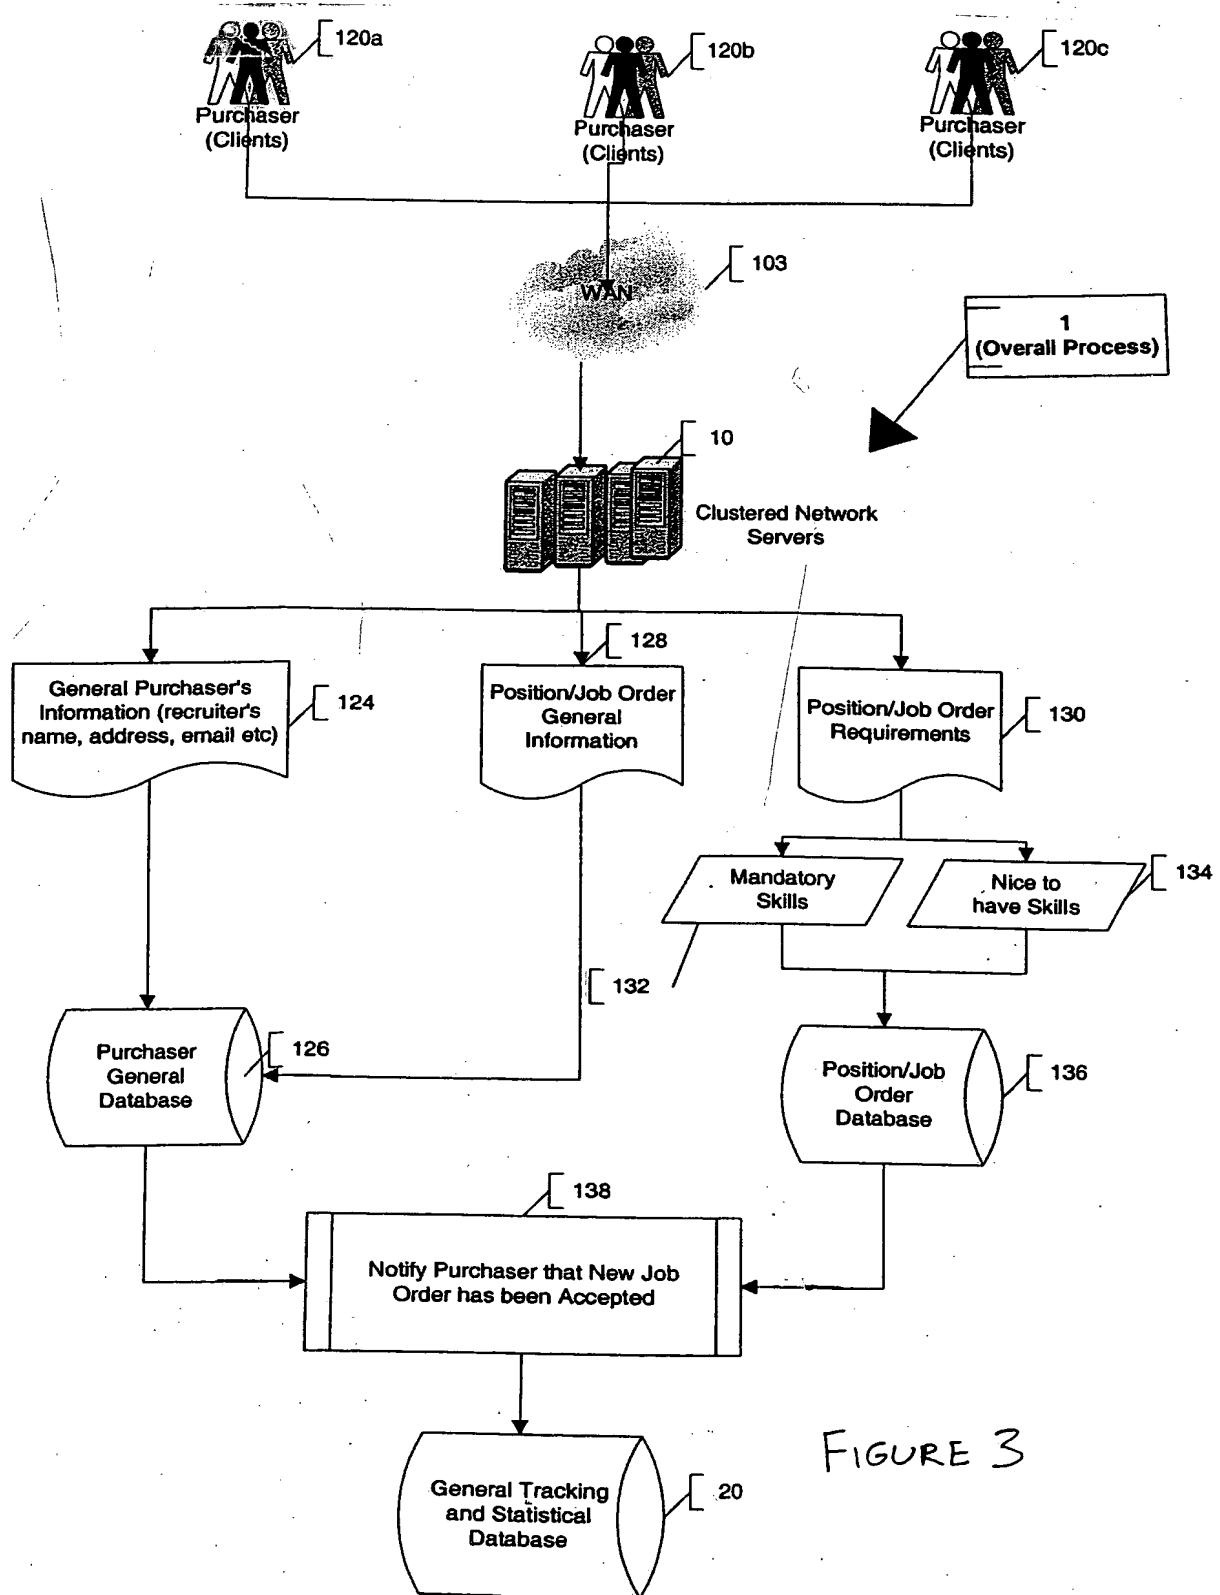 120a
120b
120c
Purchaser
(Clients)
Purchaser
(Clients)
Purchaser
(Clients)
103
WAN
1
(Overall Process)
10
Clustered Network
Servers
128
General Purchaser's
Information (recruiter's
name, address, email etc)
124
Position/Job Order
General
Information
Position/Job Order
Requirements
130
Mandatory
Skills
Nice to
have Skills
134
132
Purchaser
General
Database
126
Position/Job
Order
Database
136
138
Notify Purchaser that New Job
Order has been Accepted
FIGURE 3
General Tracking
and Statistical
Database
20